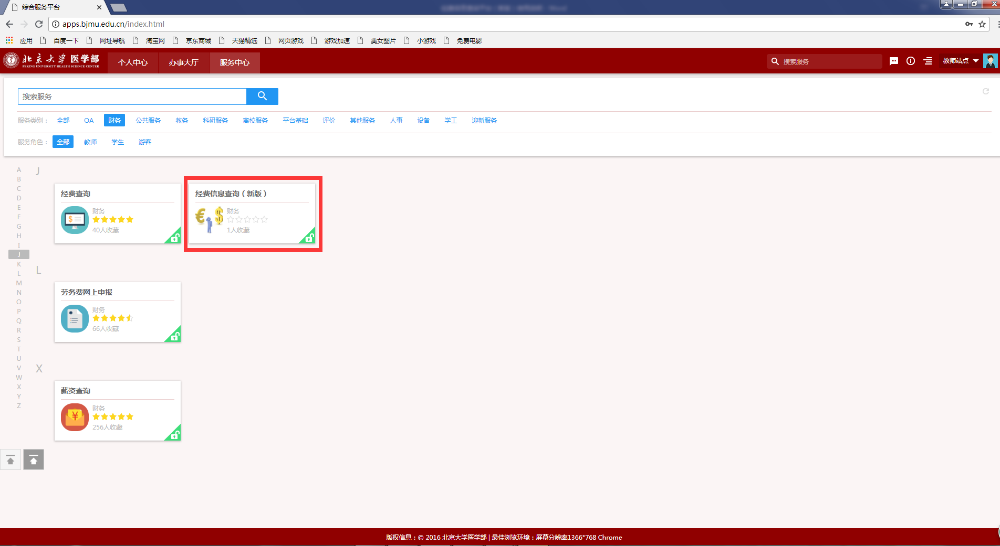 综合服务平台
apps.bjmu.edu.cn/index.html
应用 百度一下 网址导航 淘宝网 京东商城 天猫精选 网页游戏 游戏加速 美女图片 小游戏 免费电影
北京大学医学部 个人中心 办事大厅 服务中心 搜索服务 教师站点
PEKING UNIVERSITY HEALTH SCIENCE CENTER
搜索服务
服务类别： 全部 OA 财务 公共服务 教务 科研服务 离校服务 平台基础 评价 其他服务 人事 设备 学工 迎新服务
服务角色： 全部 教师 学生 游客
A
B
C
D
E
F
G
H
I
J
K
L
M
N
O
P
Q
R
S
T
U
V
W
X
Y
Z
J
经费查询
财务
40人收藏
经费信息查询（新版）
财务
1人收藏
L
劳务费网上申报
财务
66人收藏
X
薪资查询
财务
256人收藏
版权信息：© 2016 北京大学医学部 | 最佳浏览环境：屏幕分辨率1366*768 Chrome